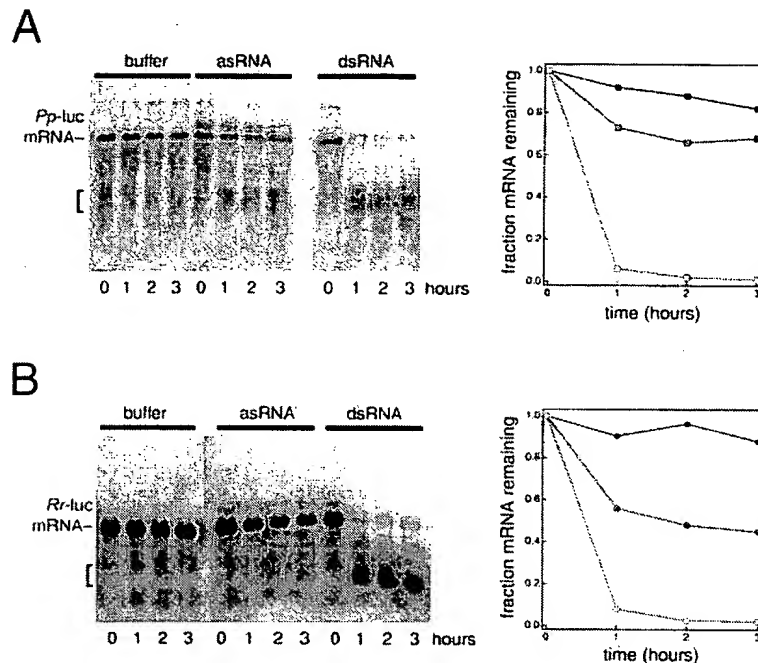 A
buffer asRNA dsRNA
Pp-luc
mRNA–
[
0 1 2 3 0 1 2 3 0 1 2 3 hours
fraction mRNA remaining
1.0
0.8
0.6
0.4
0.2
0.0
0 1 2 3
time (hours)
B
buffer asRNA dsRNA
Rr-luc
mRNA–
[
0 1 2 3 0 1 2 3 0 1 2 3 hours
fraction mRNA remaining
1.0
0.8
0.6
0.4
0.2
0.0
0 1 2 3
time (hours)